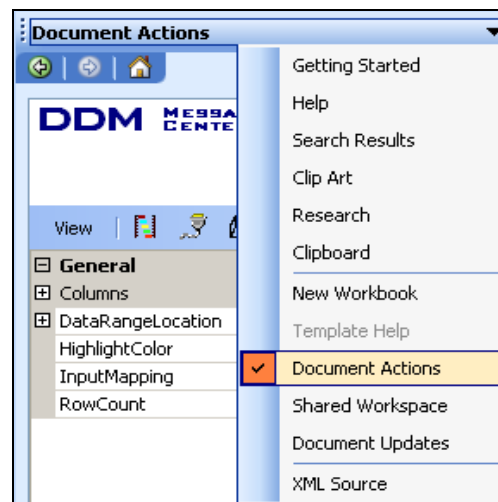 Document Actions
Getting Started
Help
Search Results
Clip Art
Research
Clipboard
New Workbook
Template Help
Document Actions
Shared Workspace
Document Updates
XML Source
DDM
View
General
Columns
DataRangeLocation
HighlightColor
InputMapping
RowCount